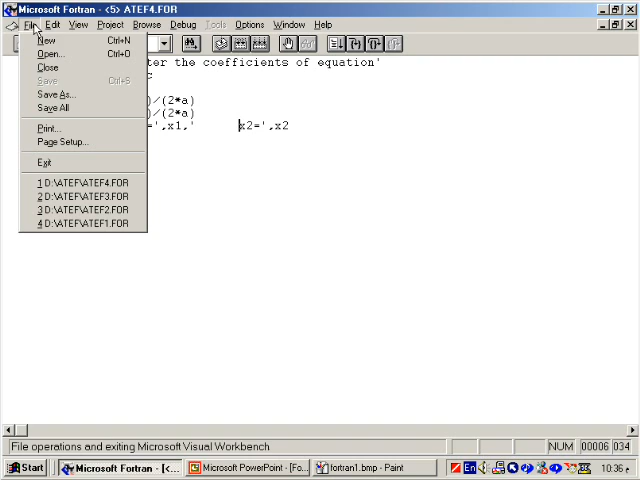 Microsoft Fortran - <5> ATEF4.FOR
File Edit View Project Browse Debug Tools Options Window Help
New Ctrl+N
Open... Ctrl+O
Close
Save Ctrl+S
Save As...
Save All
Print...
Page Setup...
Exit
1 D:\ATEF\ATEF4.FOR
2 D:\ATEF\ATEF3.FOR
3 D:\ATEF\ATEF2.FOR
4 D:\ATEF\ATEF1.FOR
ter the coefficients of equation'
c
)/(2*a)
)/(2*a)
=',x1,' x2=',x2
File operations and exiting Microsoft Visual Workbench NUM 00006 034
Start Microsoft Fortran - [<... Microsoft PowerPoint - [Fo... fortran1.bmp - Paint En 10:36 م